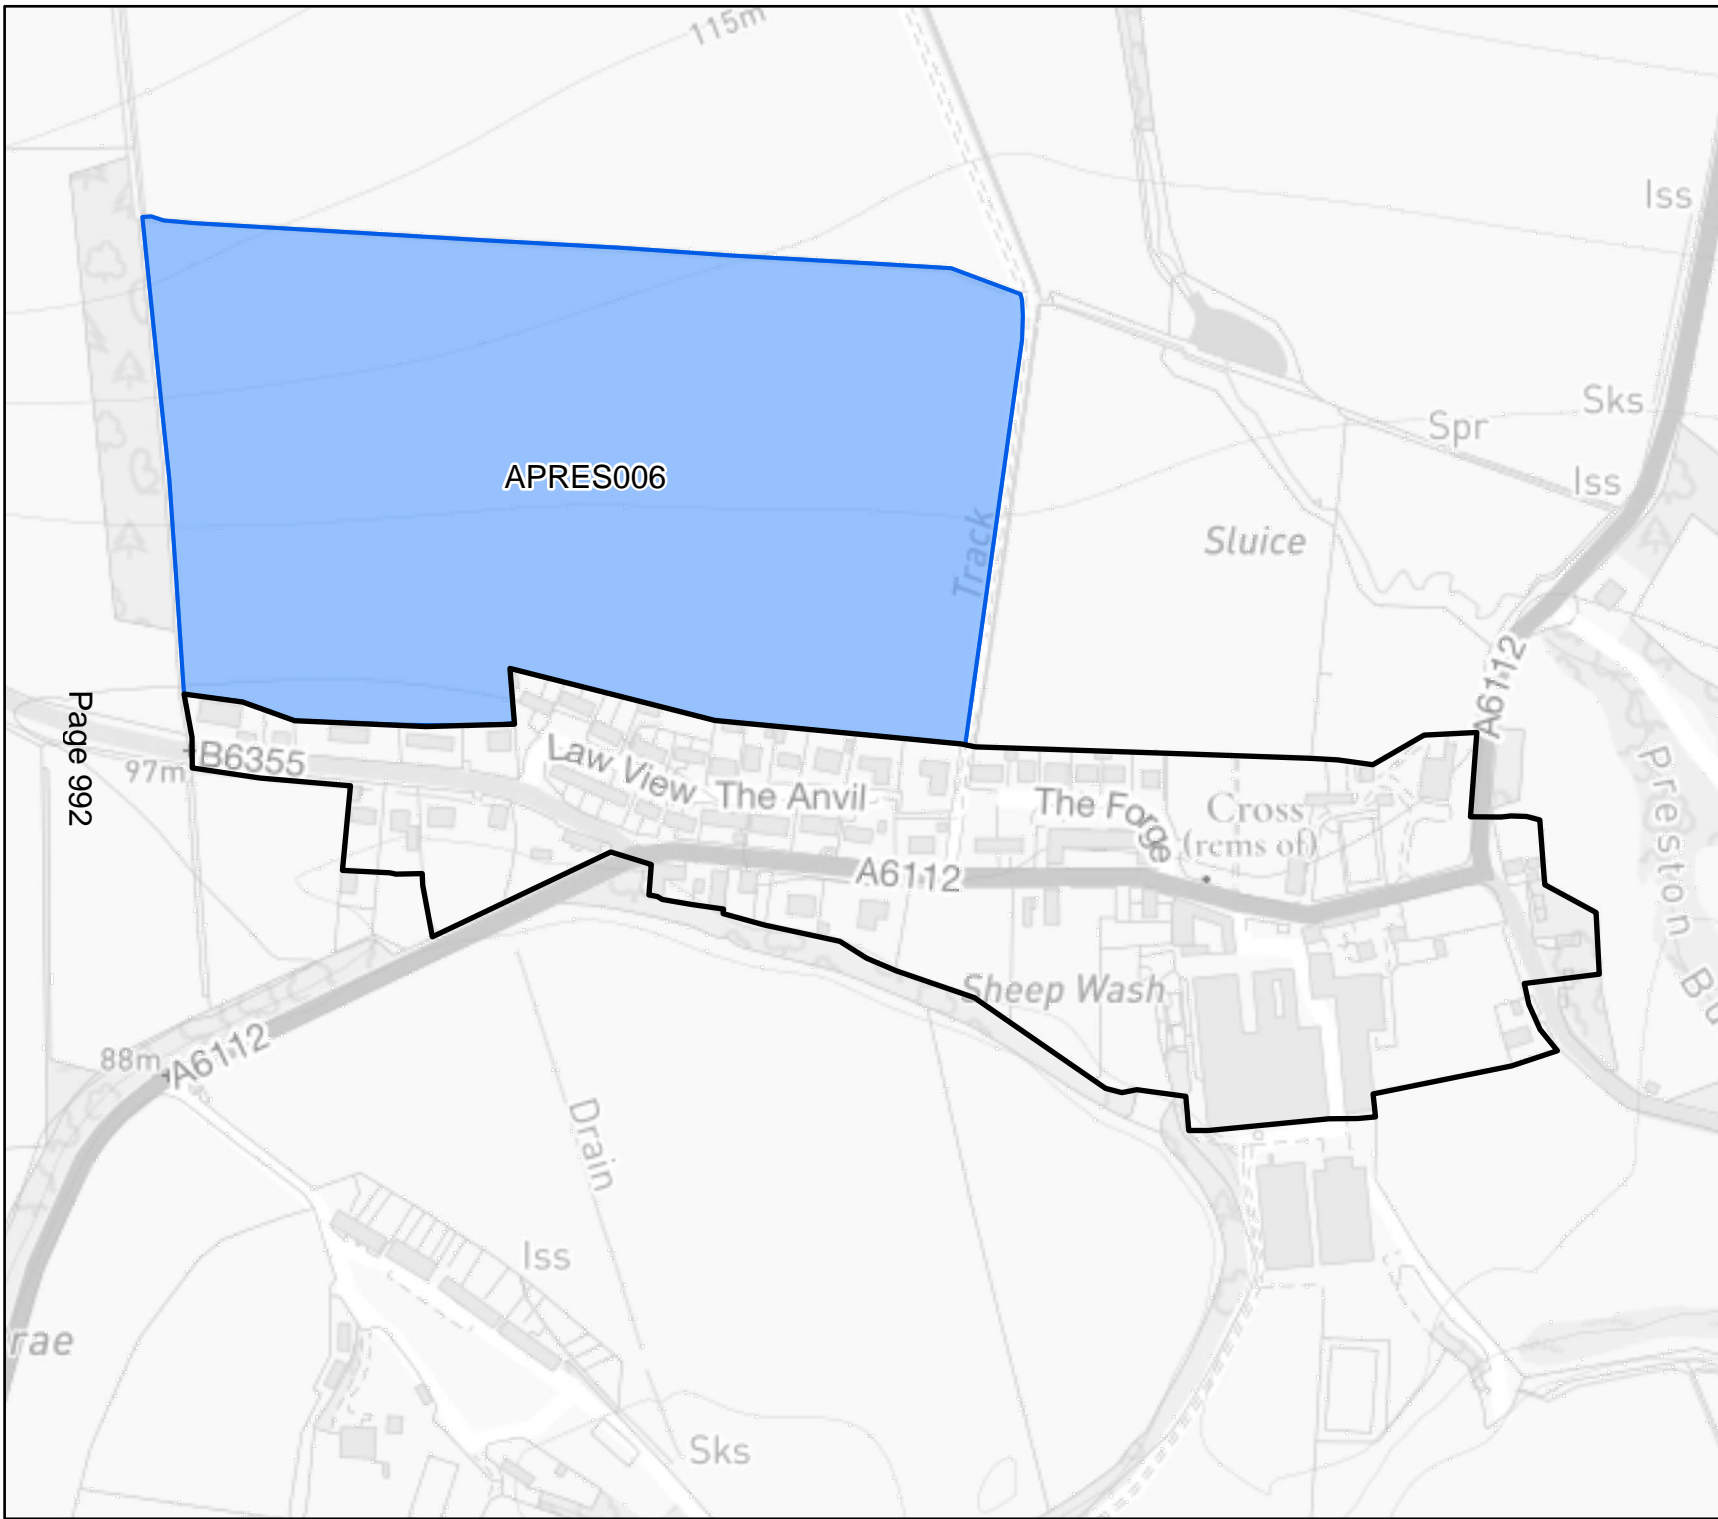 115m
Iss
Sks
Spr
Iss
APRES006
Track
Sluice
A6112
Page 992
B6355
97m
Law View
The Anvil
The Forge
Cross
(rems of)
Preston
Bu
A6112
Sheep Wash
88m
A6112
Drain
Iss
rae
Sks